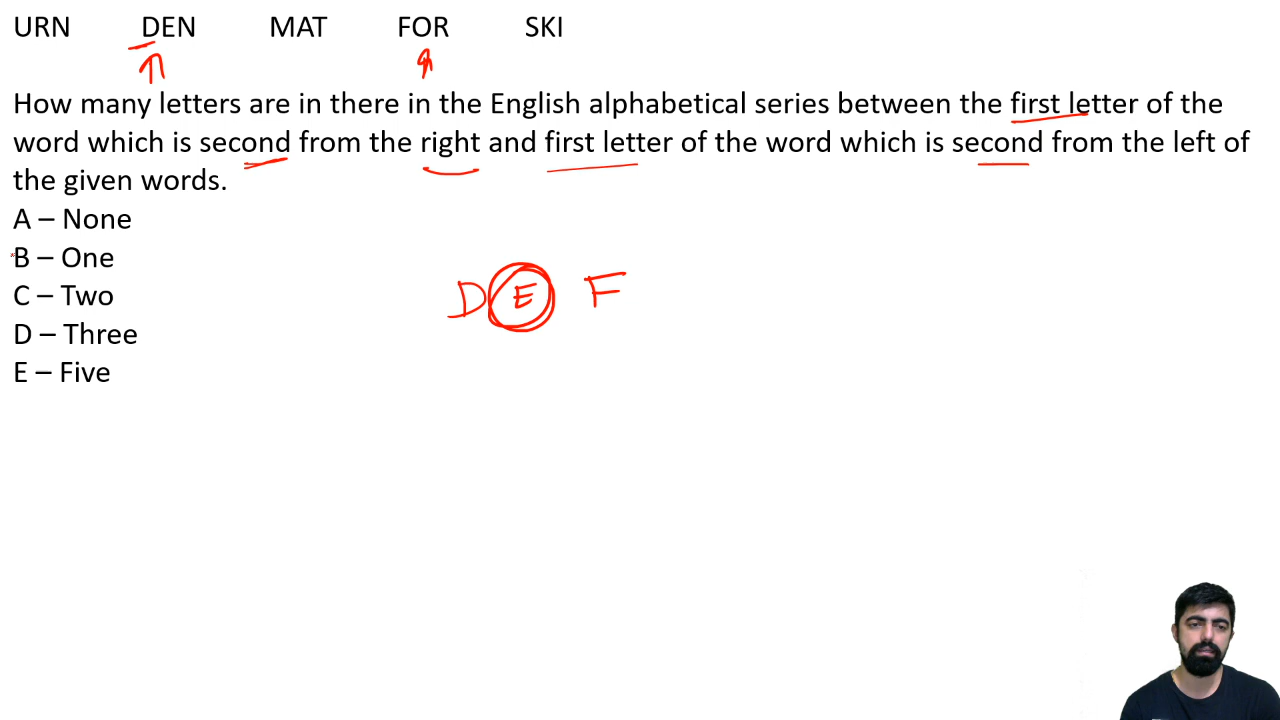 URN DEN MAT FOR SKI
How many letters are in there in the English alphabetical series between the first letter of the
word which is second from the right and first letter of the word which is second from the left of
the given words.
A – None
B – One
C – Two
D – Three
E – Five
D E F